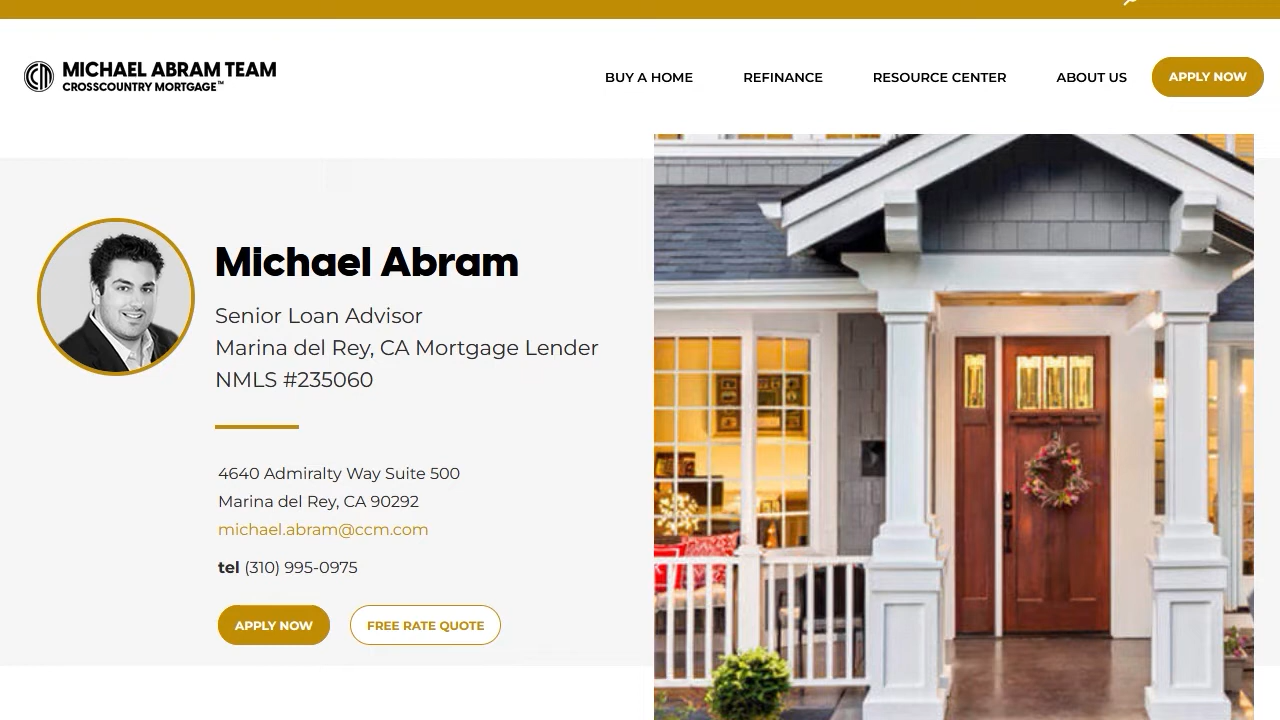 MICHAEL ABRAM TEAM
CROSSCOUNTRY MORTGAGE™
BUY A HOME
REFINANCE
RESOURCE CENTER
ABOUT US
APPLY NOW
Michael Abram
Senior Loan Advisor
Marina del Rey, CA Mortgage Lender
NMLS #235060
4640 Admiralty Way Suite 500
Marina del Rey, CA 90292
michael.abram@ccm.com
tel (310) 995-0975
APPLY NOW
FREE RATE QUOTE